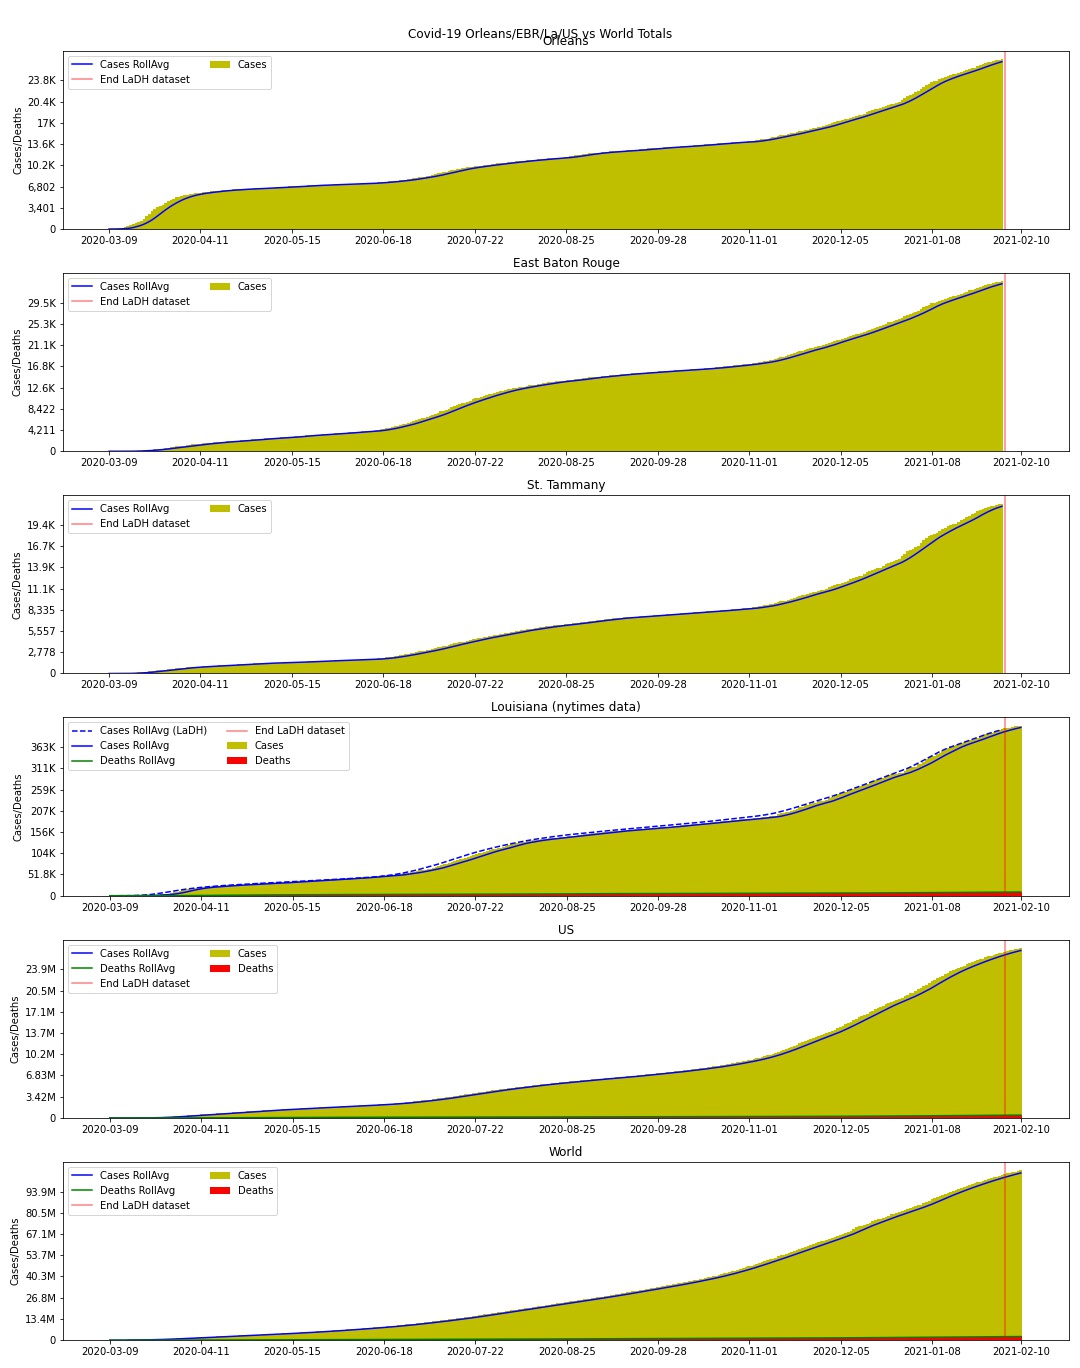 Covid-19 Orleans/EBR/La/US vs World Totals
Orleans
Cases RollAvg
End LaDH dataset
Cases
Cases/Deaths
23.8K
20.4K
17K
13.6K
10.2K
6,802
3,401
0
2020-03-09 2020-04-11 2020-05-15 2020-06-18 2020-07-22 2020-08-25 2020-09-28 2020-11-01 2020-12-05 2021-01-08 2021-02-10
East Baton Rouge
Cases RollAvg
End LaDH dataset
Cases
Cases/Deaths
29.5K
25.3K
21.1K
16.8K
12.6K
8,422
4,211
0
2020-03-09 2020-04-11 2020-05-15 2020-06-18 2020-07-22 2020-08-25 2020-09-28 2020-11-01 2020-12-05 2021-01-08 2021-02-10
St. Tammany
Cases RollAvg
End LaDH dataset
Cases
Cases/Deaths
19.4K
16.7K
13.9K
11.1K
8,335
5,557
2,778
0
2020-03-09 2020-04-11 2020-05-15 2020-06-18 2020-07-22 2020-08-25 2020-09-28 2020-11-01 2020-12-05 2021-01-08 2021-02-10
Louisiana (nytimes data)
Cases RollAvg (LaDH)
Cases RollAvg
Deaths RollAvg
End LaDH dataset
Cases
Deaths
Cases/Deaths
363K
311K
259K
207K
156K
104K
51.8K
0
2020-03-09 2020-04-11 2020-05-15 2020-06-18 2020-07-22 2020-08-25 2020-09-28 2020-11-01 2020-12-05 2021-01-08 2021-02-10
US
Cases RollAvg
Deaths RollAvg
End LaDH dataset
Cases
Deaths
Cases/Deaths
23.9M
20.5M
17.1M
13.7M
10.2M
6.83M
3.42M
0
2020-03-09 2020-04-11 2020-05-15 2020-06-18 2020-07-22 2020-08-25 2020-09-28 2020-11-01 2020-12-05 2021-01-08 2021-02-10
World
Cases RollAvg
Deaths RollAvg
End LaDH dataset
Cases
Deaths
Cases/Deaths
93.9M
80.5M
67.1M
53.7M
40.3M
26.8M
13.4M
0
2020-03-09 2020-04-11 2020-05-15 2020-06-18 2020-07-22 2020-08-25 2020-09-28 2020-11-01 2020-12-05 2021-01-08 2021-02-10